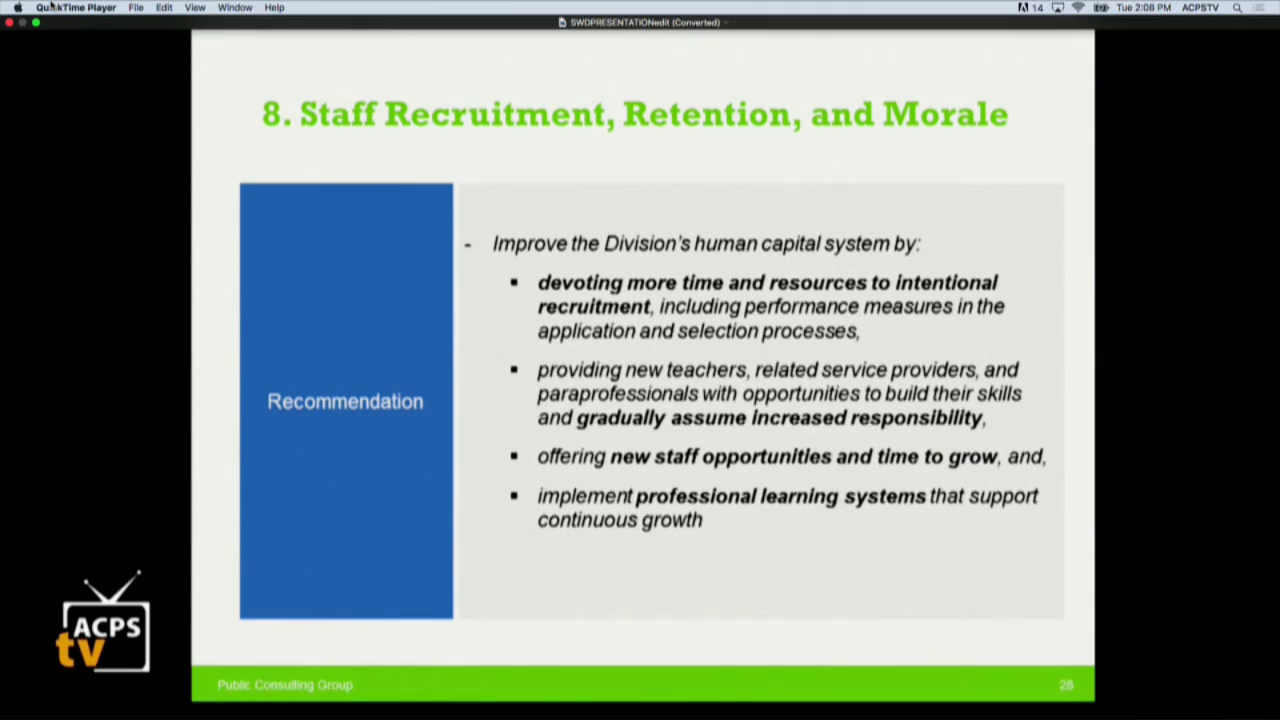 QuickTime Player File Edit View Window Help 14 Tue 2:08 PM ACPSTV
SWDPRESENTATIONedit (Converted)
8. Staff Recruitment, Retention, and Morale
Recommendation
- Improve the Division's human capital system by:
▪ devoting more time and resources to intentional
recruitment, including performance measures in the
application and selection processes,
▪ providing new teachers, related service providers, and
paraprofessionals with opportunities to build their skills
and gradually assume increased responsibility,
▪ offering new staff opportunities and time to grow, and,
▪ implement professional learning systems that support
continuous growth
ACPS
tv
Public Consulting Group 28